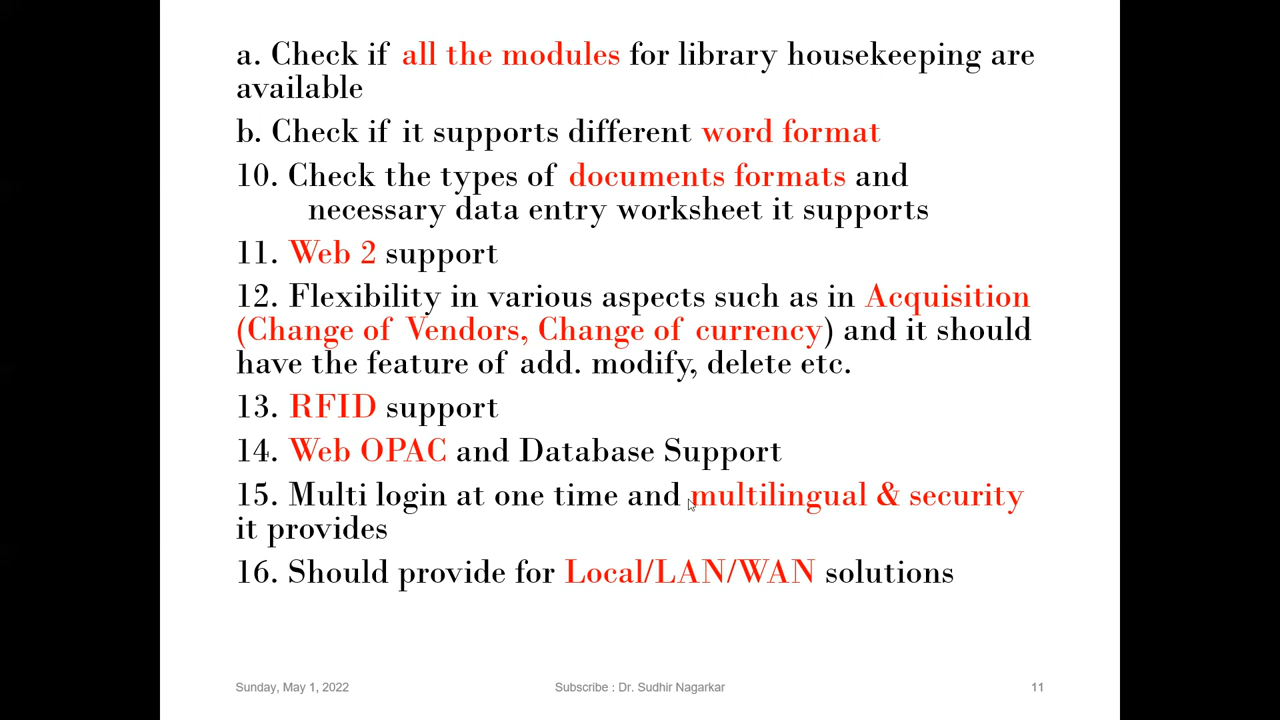 a. Check if all the modules for library housekeeping are
available
b. Check if it supports different word format
10. Check the types of documents formats and
necessary data entry worksheet it supports
11. Web 2 support
12. Flexibility in various aspects such as in Acquisition
(Change of Vendors, Change of currency) and it should
have the feature of add. modify, delete etc.
13. RFID support
14. Web OPAC and Database Support
15. Multi login at one time and multilingual & security
it provides
16. Should provide for Local/LAN/WAN solutions
Sunday, May 1, 2022 Subscribe : Dr. Sudhir Nagarkar 11